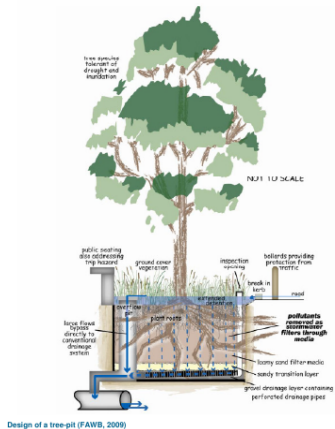 tree species
tolerant of
drought and
inundation
NOT TO SCALE
public seating
also addressing
trip hazard
ground cover
vegetation
inspection
opening
bollards providing
protection from
traffic
break in
kerb
road
extended
detention
overflow
pit
large flows
bypass
directly to
conventional
drainage
system
plant roots
pollutants
removed as
stormwater
filters through
media
loamy sand filter media
sandy transition layer
gravel drainage layer containing
perforated drainage pipes
Design of a tree-pit (FAWB, 2009)